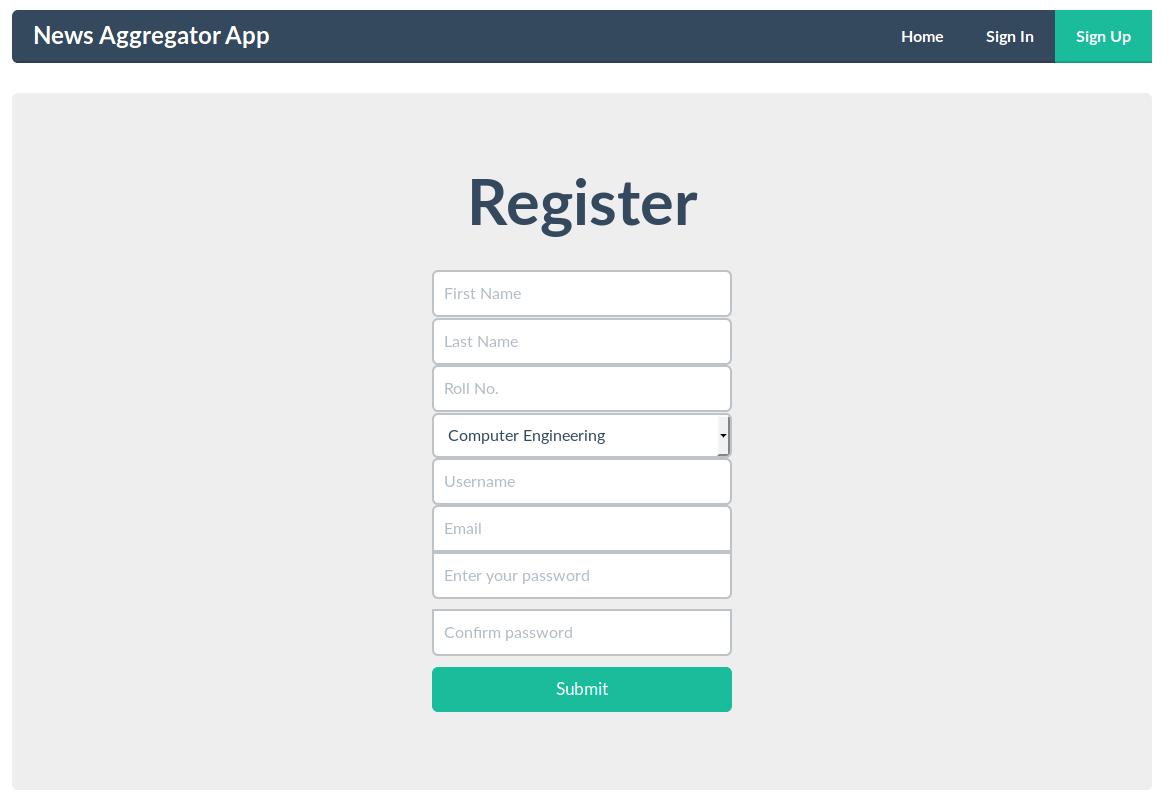 News Aggregator App Home Sign In Sign Up
Register
First Name
Last Name
Roll No.
Computer Engineering
Username
Email
Enter your password
Confirm password
Submit